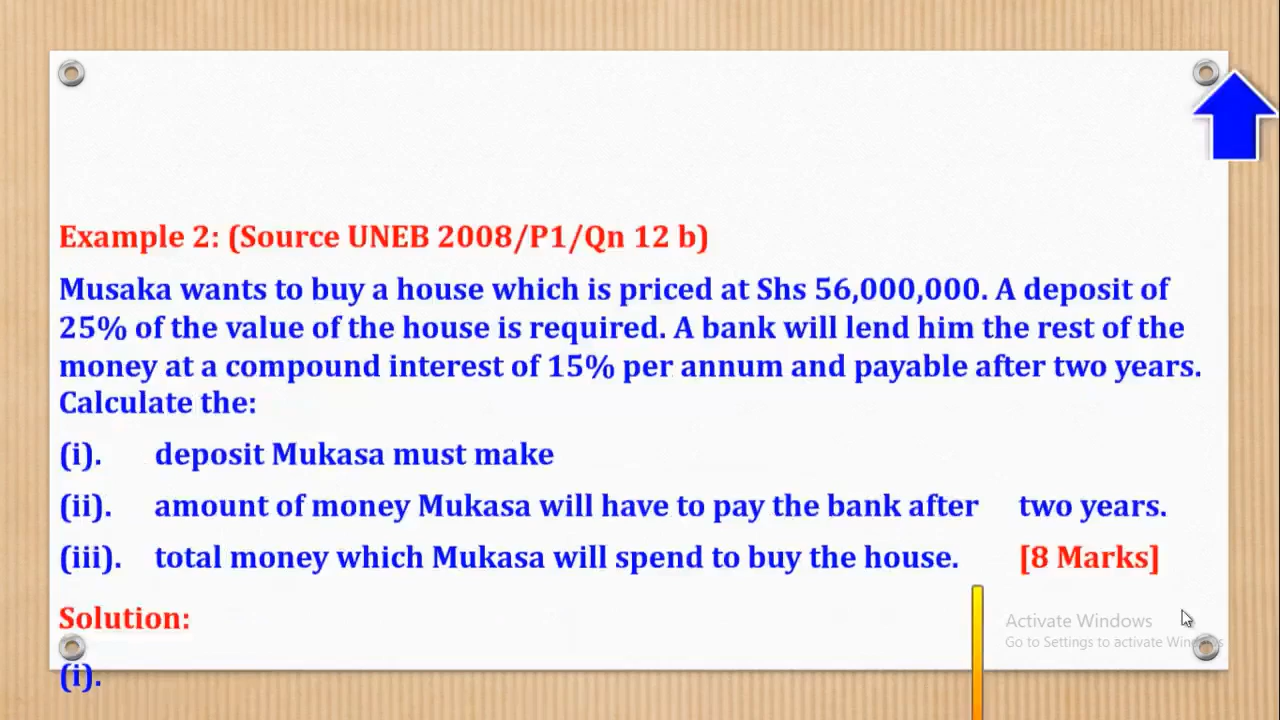 Example 2: (Source UNEB 2008/P1/Qn 12 b)
Musaka wants to buy a house which is priced at Shs 56,000,000. A deposit of
25% of the value of the house is required. A bank will lend him the rest of the
money at a compound interest of 15% per annum and payable after two years.
Calculate the:
(i). deposit Mukasa must make
(ii). amount of money Mukasa will have to pay the bank after two years.
(iii). total money which Mukasa will spend to buy the house. [8 Marks]
Solution:
Activate Windows
Go to Settings to activate Windows
(i).